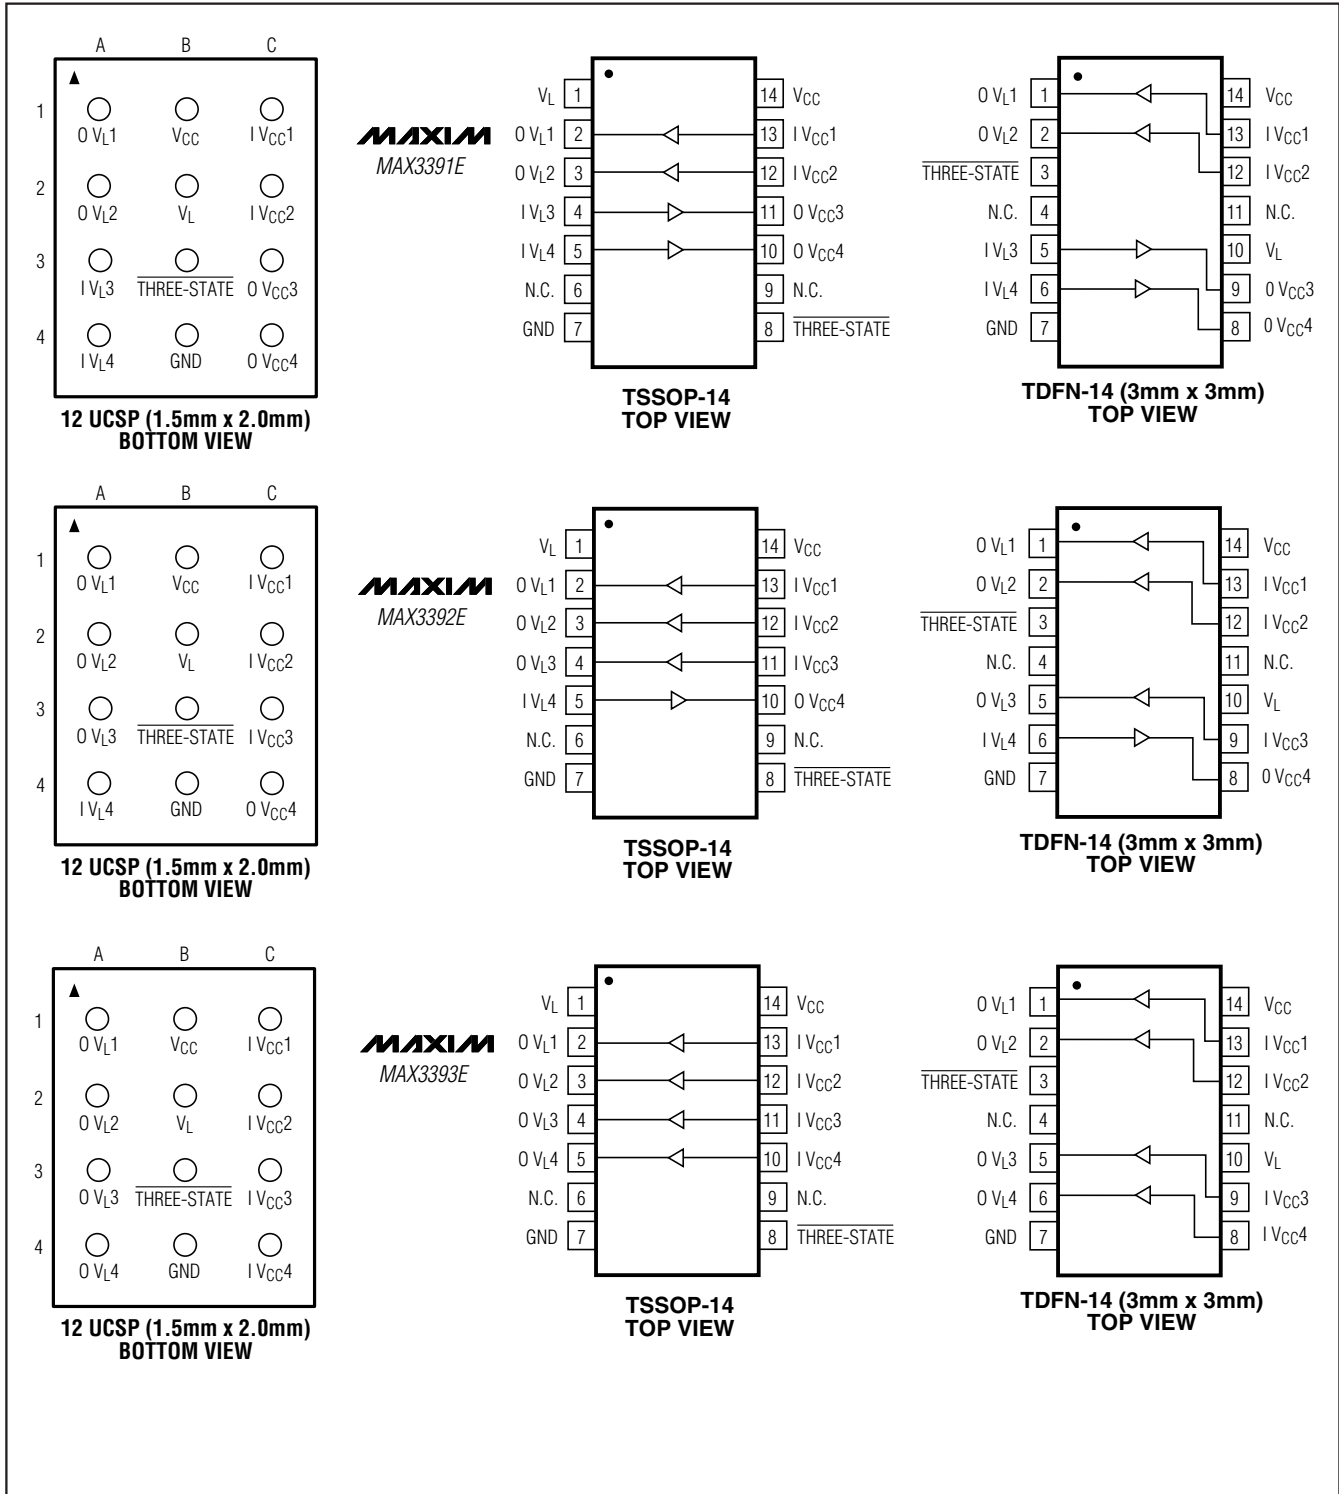 A B C
1
O VL1 VCC I VCC1
2
O VL2 VL I VCC2
3
I VL3 THREE-STATE O VCC3
4
I VL4 GND O VCC4
12 UCSP (1.5mm x 2.0mm)
BOTTOM VIEW
MAXIM
MAX3391E
VL 1 14 VCC
O VL1 2 13 I VCC1
O VL2 3 12 I VCC2
I VL3 4 11 O VCC3
I VL4 5 10 O VCC4
N.C. 6 9 N.C.
GND 7 8 THREE-STATE
TSSOP-14
TOP VIEW
O VL1 1 14 VCC
O VL2 2 13 I VCC1
THREE-STATE 3 12 I VCC2
N.C. 4 11 N.C.
I VL3 5 10 VL
I VL4 6 9 O VCC3
GND 7 8 O VCC4
TDFN-14 (3mm x 3mm)
TOP VIEW
A B C
1
O VL1 VCC I VCC1
2
O VL2 VL I VCC2
3
O VL3 THREE-STATE I VCC3
4
I VL4 GND O VCC4
12 UCSP (1.5mm x 2.0mm)
BOTTOM VIEW
MAXIM
MAX3392E
VL 1 14 VCC
O VL1 2 13 I VCC1
O VL2 3 12 I VCC2
O VL3 4 11 I VCC3
I VL4 5 10 O VCC4
N.C. 6 9 N.C.
GND 7 8 THREE-STATE
TSSOP-14
TOP VIEW
O VL1 1 14 VCC
O VL2 2 13 I VCC1
THREE-STATE 3 12 I VCC2
N.C. 4 11 N.C.
O VL3 5 10 VL
I VL4 6 9 I VCC3
GND 7 8 O VCC4
TDFN-14 (3mm x 3mm)
TOP VIEW
A B C
1
O VL1 VCC I VCC1
2
O VL2 VL I VCC2
3
O VL3 THREE-STATE I VCC3
4
O VL4 GND I VCC4
12 UCSP (1.5mm x 2.0mm)
BOTTOM VIEW
MAXIM
MAX3393E
VL 1 14 VCC
O VL1 2 13 I VCC1
O VL2 3 12 I VCC2
O VL3 4 11 I VCC3
O VL4 5 10 I VCC4
N.C. 6 9 N.C.
GND 7 8 THREE-STATE
TSSOP-14
TOP VIEW
O VL1 1 14 VCC
O VL2 2 13 I VCC1
THREE-STATE 3 12 I VCC2
N.C. 4 11 N.C.
O VL3 5 10 VL
O VL4 6 9 I VCC3
GND 7 8 I VCC4
TDFN-14 (3mm x 3mm)
TOP VIEW